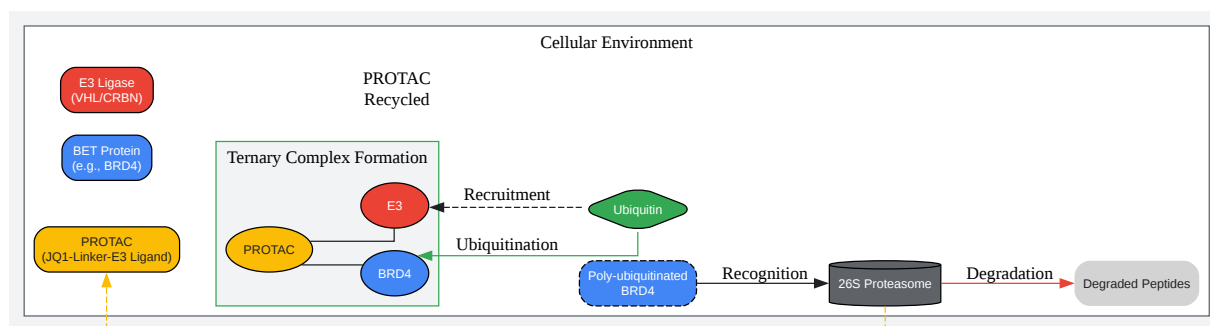 Cellular Environment
E3 Ligase
(VHL/CRBN)
PROTAC
Recycled
BET Protein
(e.g., BRD4)
Ternary Complex Formation
E3
Recruitment
Ubiquitin
PROTAC
(JQ1-Linker-E3 Ligand)
PROTAC
Ubiquitination
BRD4
Poly-ubiquitinated
BRD4
Recognition
26S Proteasome
Degradation
Degraded Peptides